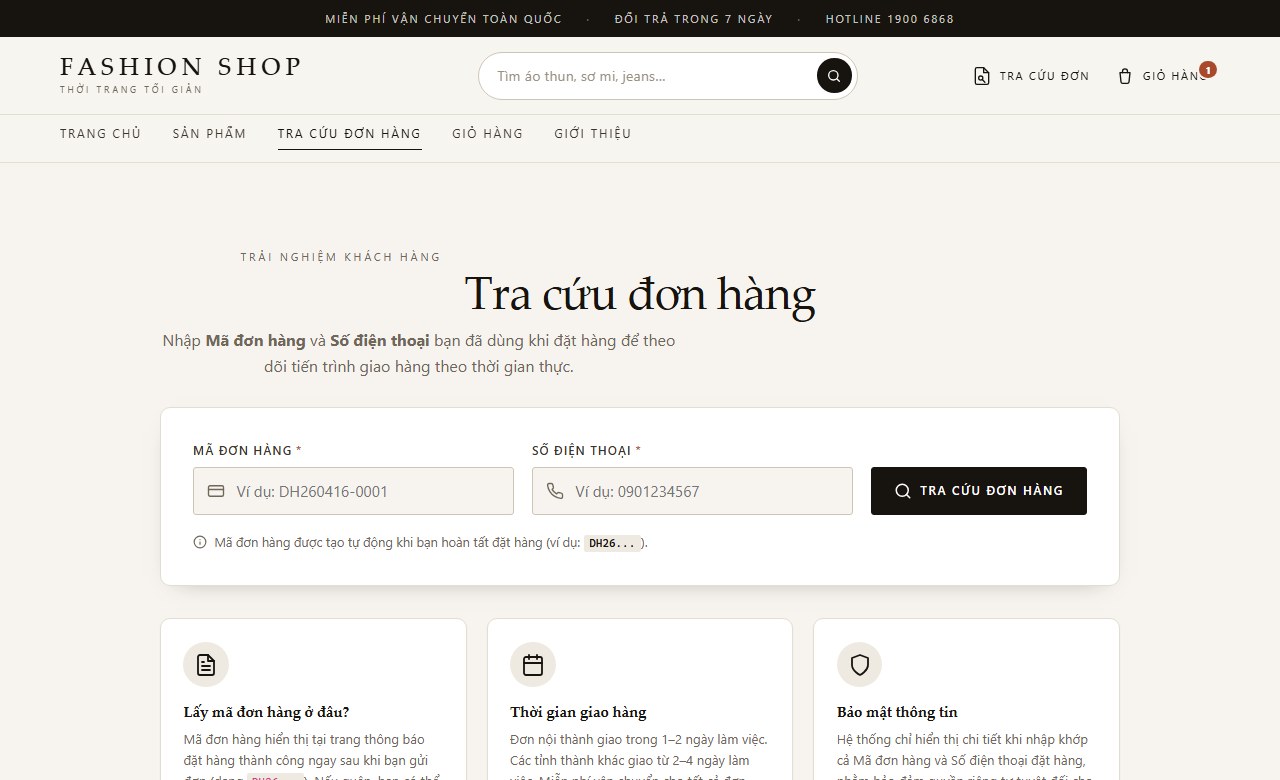 MIỄN PHÍ VẬN CHUYỂN TOÀN QUỐC · ĐỔI TRẢ TRONG 7 NGÀY · HOTLINE 1900 6868
FASHION SHOP
THỜI TRANG TỐI GIẢN
Tìm áo thun, sơ mi, jeans...
TRA CỨU ĐƠN
GIỎ HÀNG
1
TRANG CHỦ SẢN PHẨM TRA CỨU ĐƠN HÀNG GIỎ HÀNG GIỚI THIỆU
TRẢI NGHIỆM KHÁCH HÀNG
Tra cứu đơn hàng
Nhập Mã đơn hàng và Số điện thoại bạn đã dùng khi đặt hàng để theo
dõi tiến trình giao hàng theo thời gian thực.
MÃ ĐƠN HÀNG * SỐ ĐIỆN THOẠI *
Ví dụ: DH260416-0001 Ví dụ: 0901234567 TRA CỨU ĐƠN HÀNG
Mã đơn hàng được tạo tự động khi bạn hoàn tất đặt hàng (ví dụ: DH26... ).
Lấy mã đơn hàng ở đâu?
Mã đơn hàng hiển thị tại trang thông báo
đặt hàng thành công ngay sau khi bạn gửi
Thời gian giao hàng
Đơn nội thành giao trong 1–2 ngày làm việc.
Các tỉnh thành khác giao từ 2–4 ngày làm
việc. Miễn phí vận chuyển cho tất cả đơn
Bảo mật thông tin
Hệ thống chỉ hiển thị chi tiết khi nhập khớp
cả Mã đơn hàng và Số điện thoại đặt hàng,